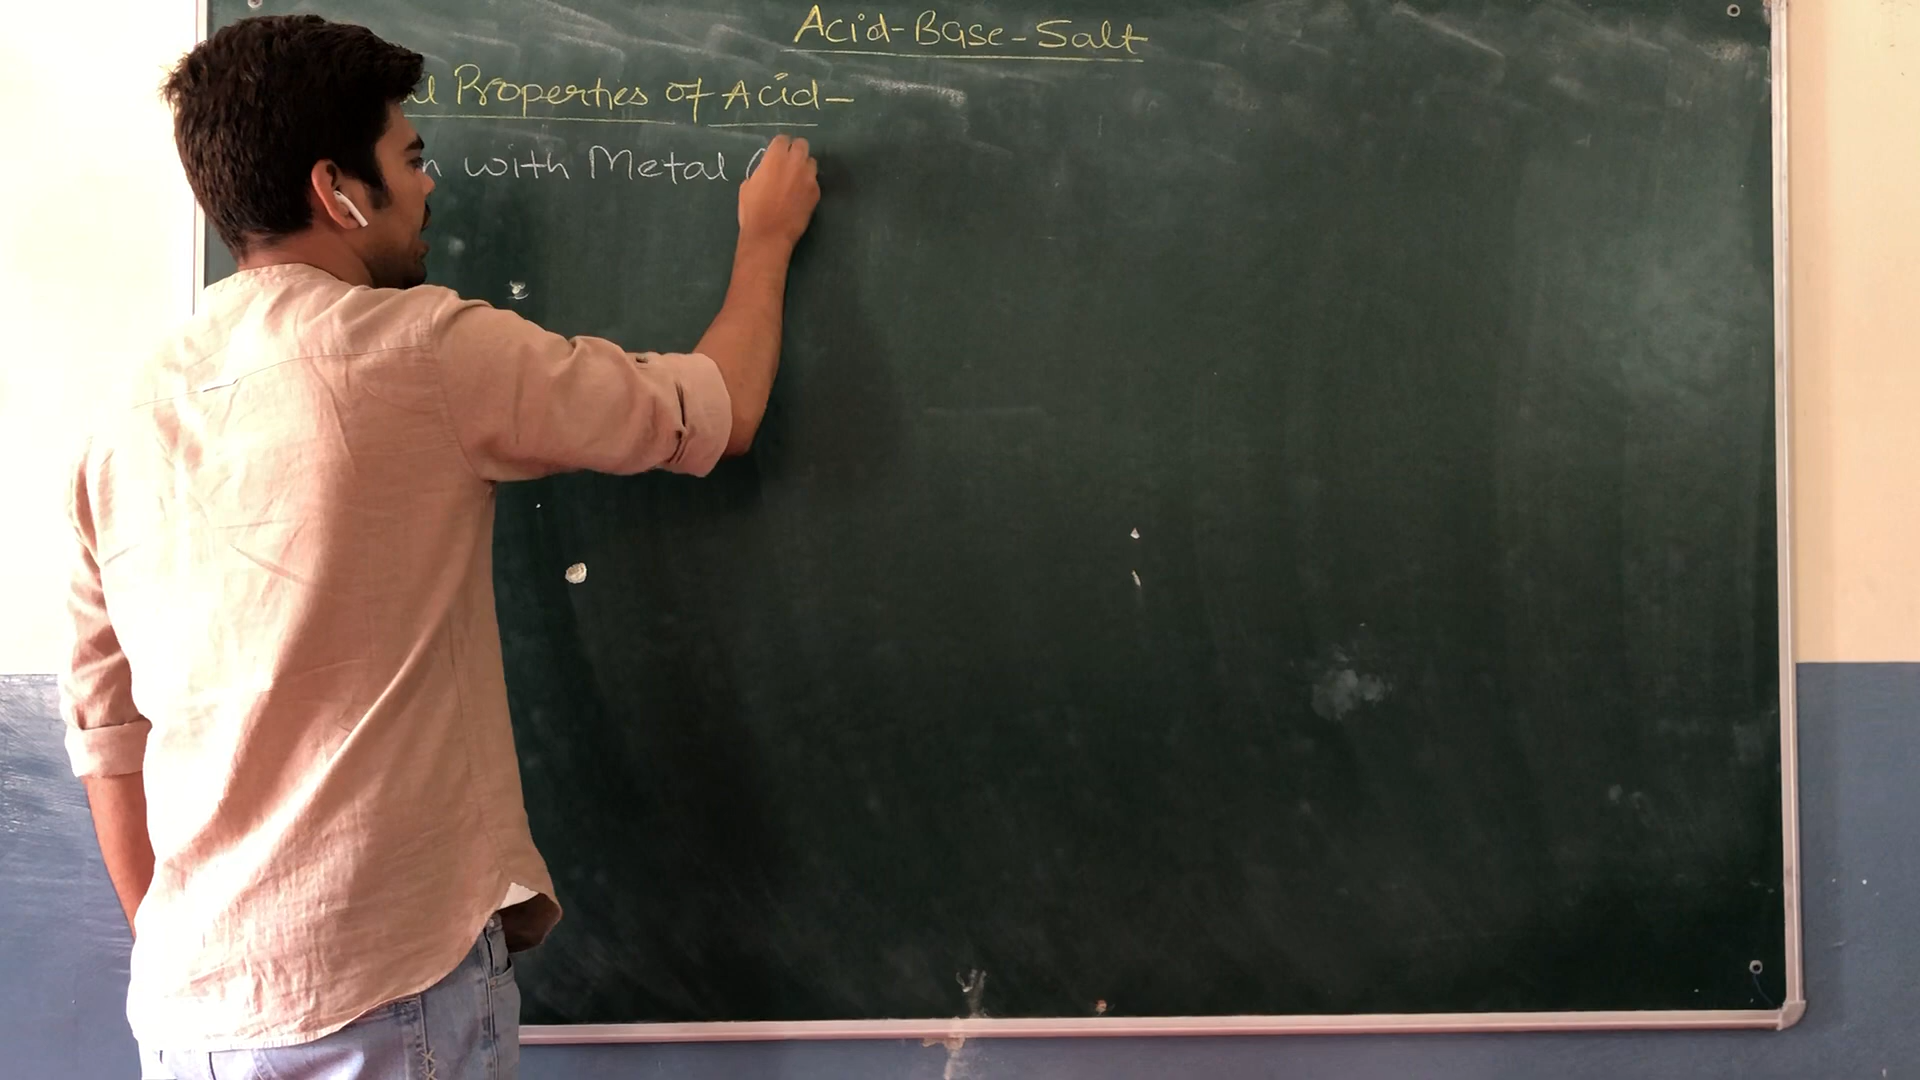 Acid-Base-Salt
Properties of Acid-
with Metal